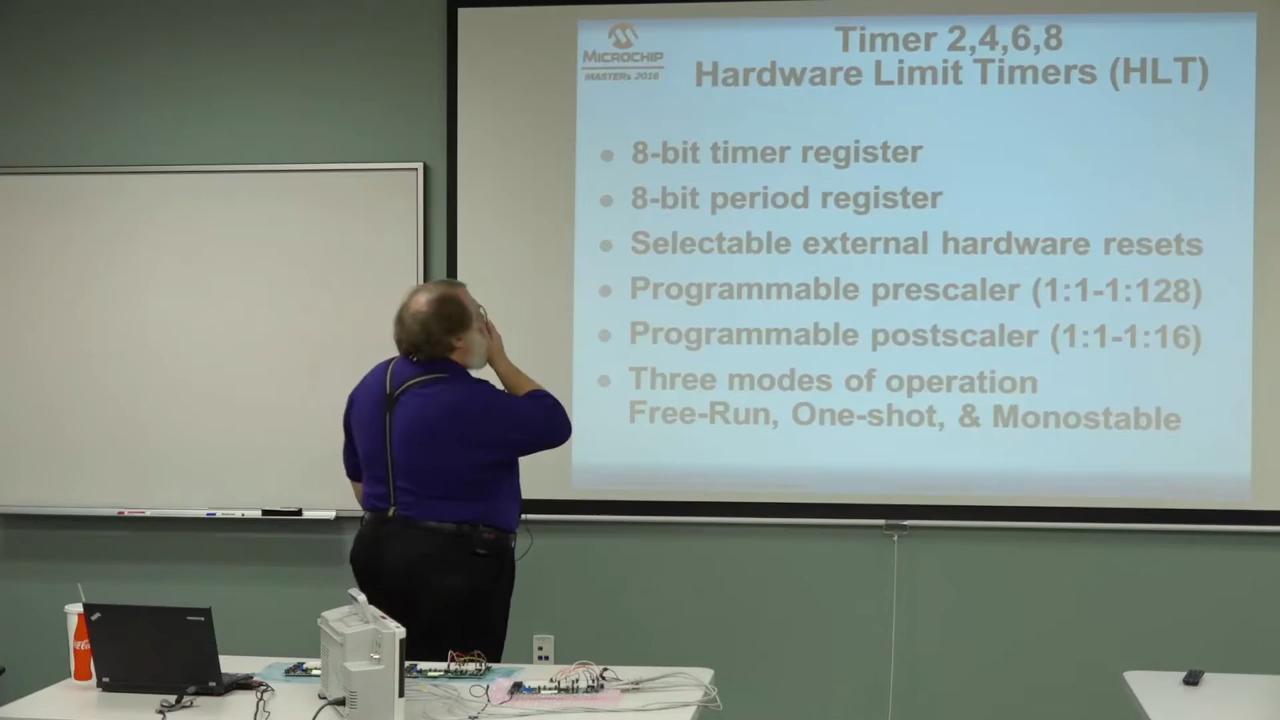 MICROCHIP
MASTERs 2016
Timer 2,4,6,8
Hardware Limit Timers (HLT)
8-bit timer register
8-bit period register
Selectable external hardware resets
Programmable prescaler (1:1-1:128)
Programmable postscaler (1:1-1:16)
Three modes of operation
Free-Run, One-shot, & Monostable